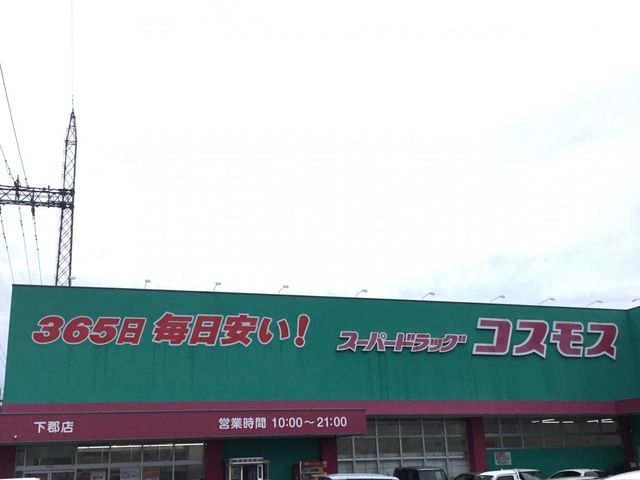 365日 毎日安い!
スーパードラッグ コスモス
下郡店
営業時間 10:00～21:00